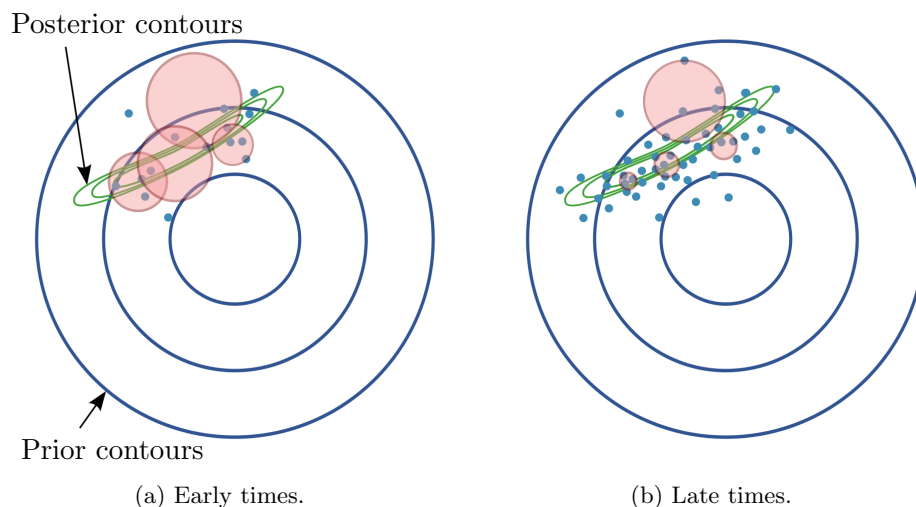 Posterior contours
Prior contours
(a) Early times.
(b) Late times.